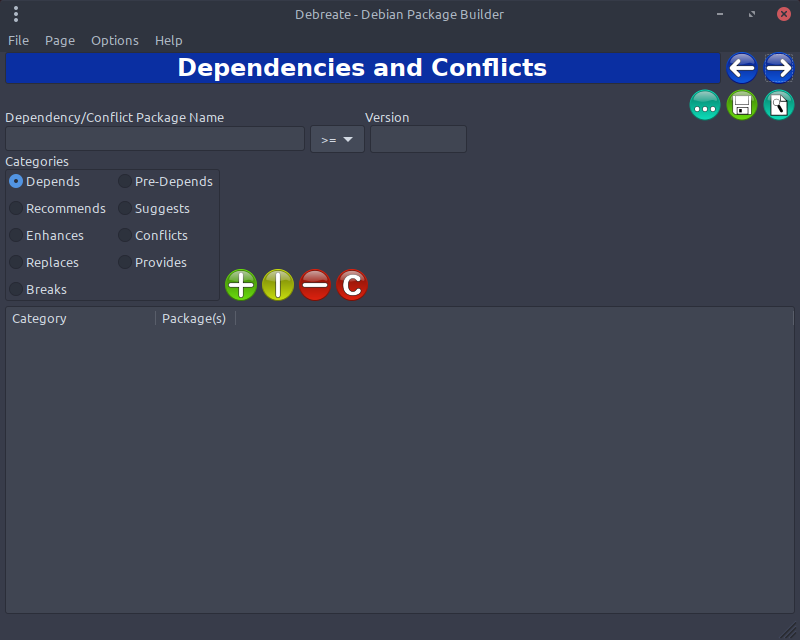 Debreate - Debian Package Builder
File Page Options Help
Dependencies and Conflicts
Dependency/Conflict Package Name Version
>=
Categories
Depends Pre-Depends
Recommends Suggests
Enhances Conflicts
Replaces Provides
Breaks
C
Category Package(s)